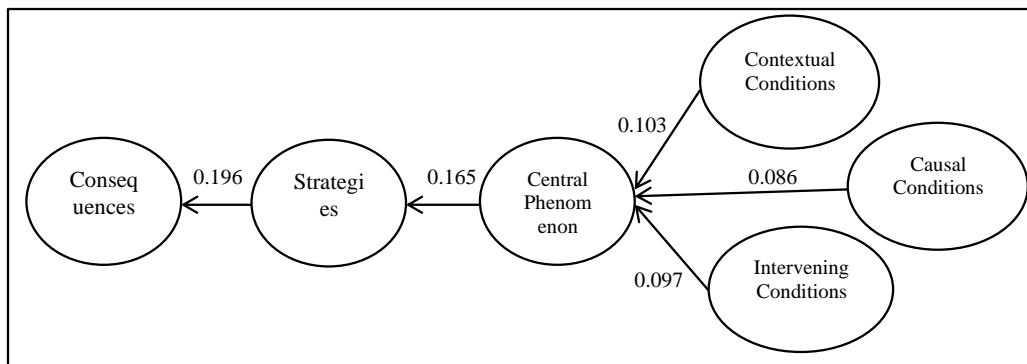 Conseq
uences
0.196
Strategi
es
0.165
Central
Phenom
enon
0.103
0.086
0.097
Contextual
Conditions
Causal
Conditions
Intervening
Conditions